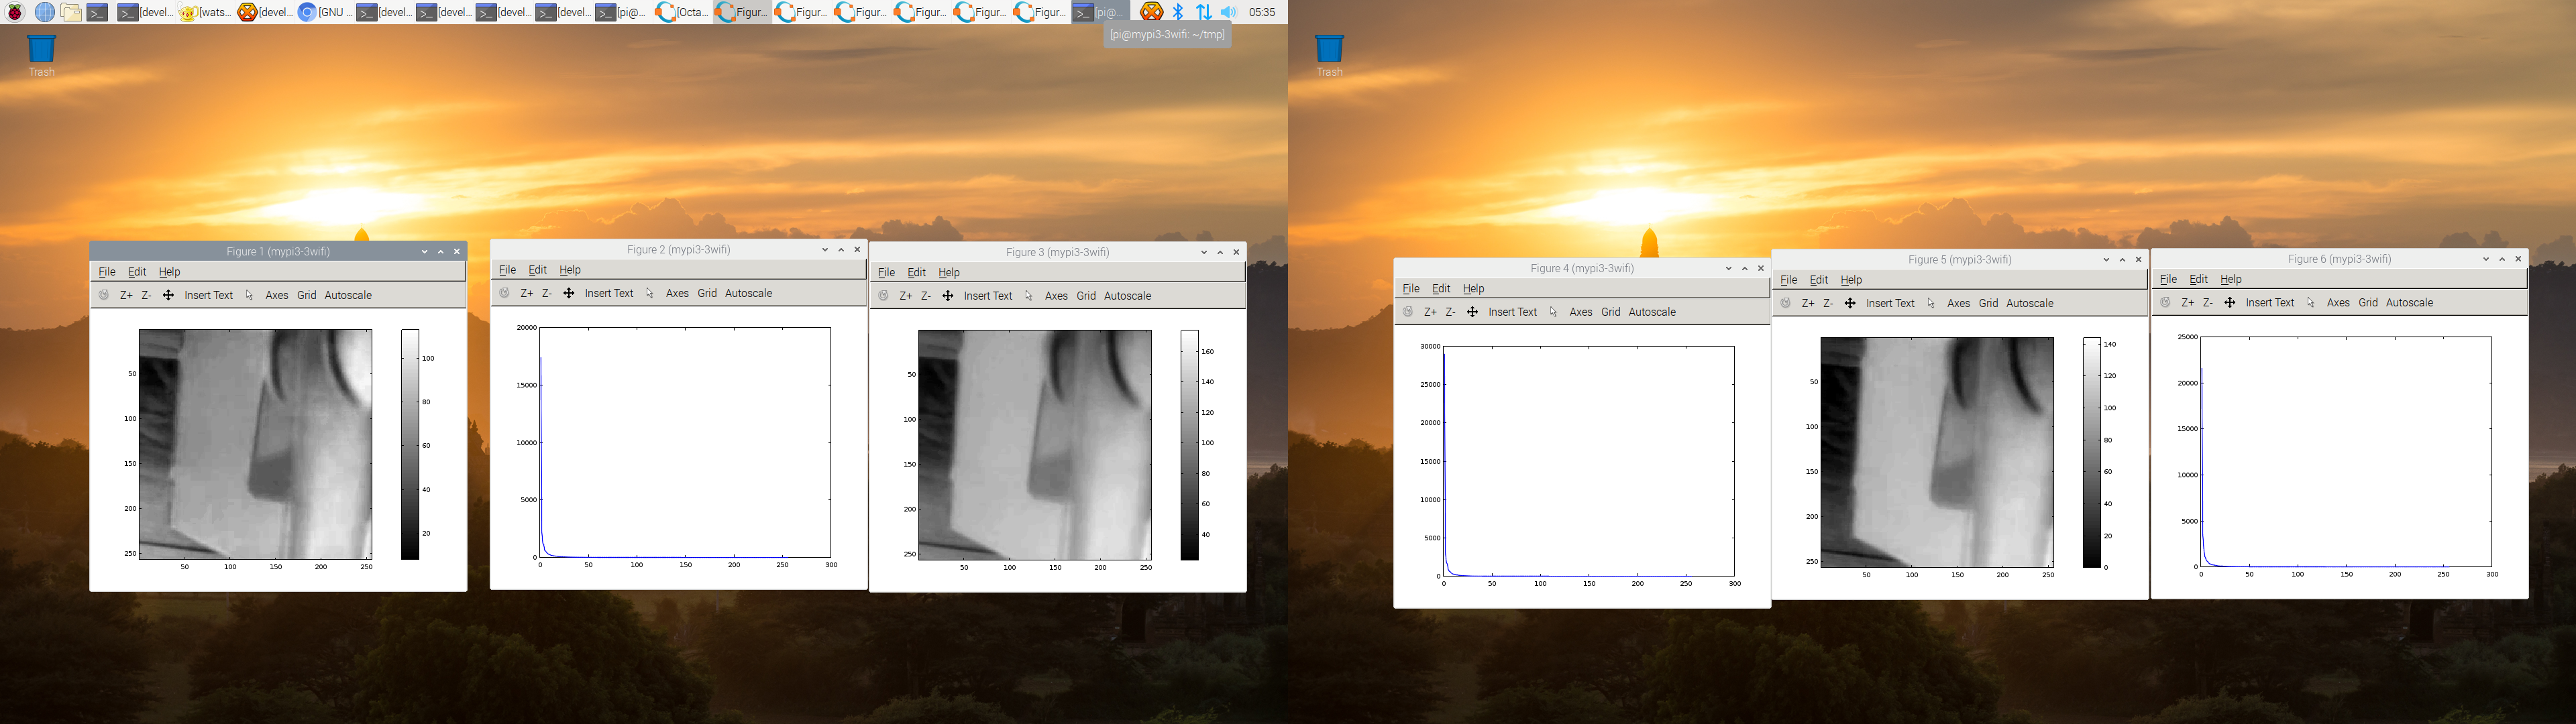 [devel... [wats... [devel... [GNU ... [devel... [devel... [devel... [devel... [pi@... [Octa... Figur... Figur... Figur... Figur... Figur... Figur... [pi@... 05:35
[pi@mypi3-3wifi: ~/tmp]
Trash
Trash
Figure 1 (mypi3-3wifi)
File Edit Help
Z+ Z- Insert Text Axes Grid Autoscale
50
100
150
200
250
50 100 150 200 250
100
80
60
40
20
Figure 2 (mypi3-3wifi)
File Edit Help
Z+ Z- Insert Text Axes Grid Autoscale
20000
15000
10000
5000
0
0 50 100 150 200 250 300
Figure 3 (mypi3-3wifi)
File Edit Help
Z+ Z- Insert Text Axes Grid Autoscale
50
100
150
200
250
50 100 150 200 250
160
140
120
100
80
60
40
Figure 4 (mypi3-3wifi)
File Edit Help
Z+ Z- Insert Text Axes Grid Autoscale
30000
25000
20000
15000
10000
5000
0
0 50 100 150 200 250 300
Figure 5 (mypi3-3wifi)
File Edit Help
Z+ Z- Insert Text Axes Grid Autoscale
50
100
150
200
250
50 100 150 200 250
140
120
100
80
60
40
20
0
Figure 6 (mypi3-3wifi)
File Edit Help
Z+ Z- Insert Text Axes Grid Autoscale
25000
20000
15000
10000
5000
0
0 50 100 150 200 250 300